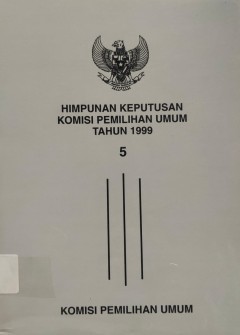 HIMPUNAN KEPUTUSAN
KOMISI PEMILIHAN UMUM
TAHUN 1999
5
KOMISI PEMILIHAN UMUM